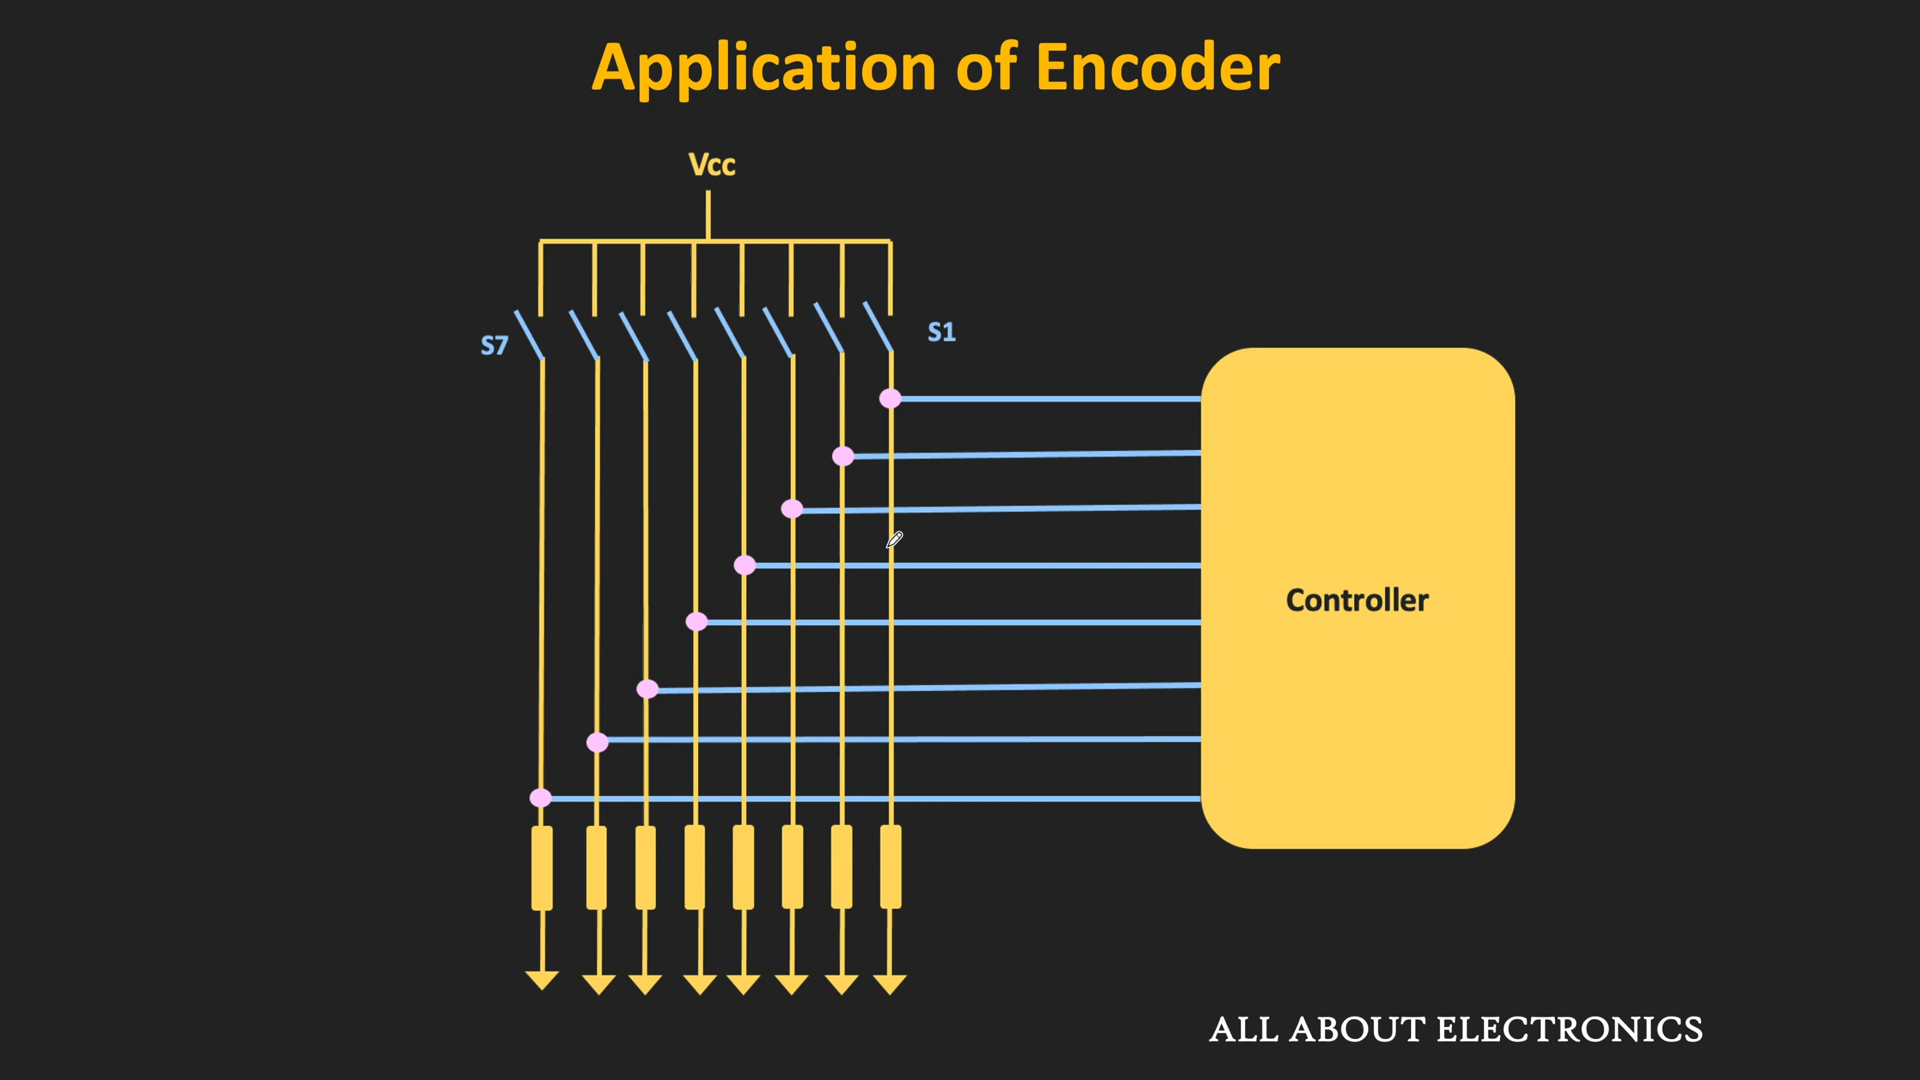 Application of Encoder
Vcc
S7
S1
Controller
ALL ABOUT ELECTRONICS